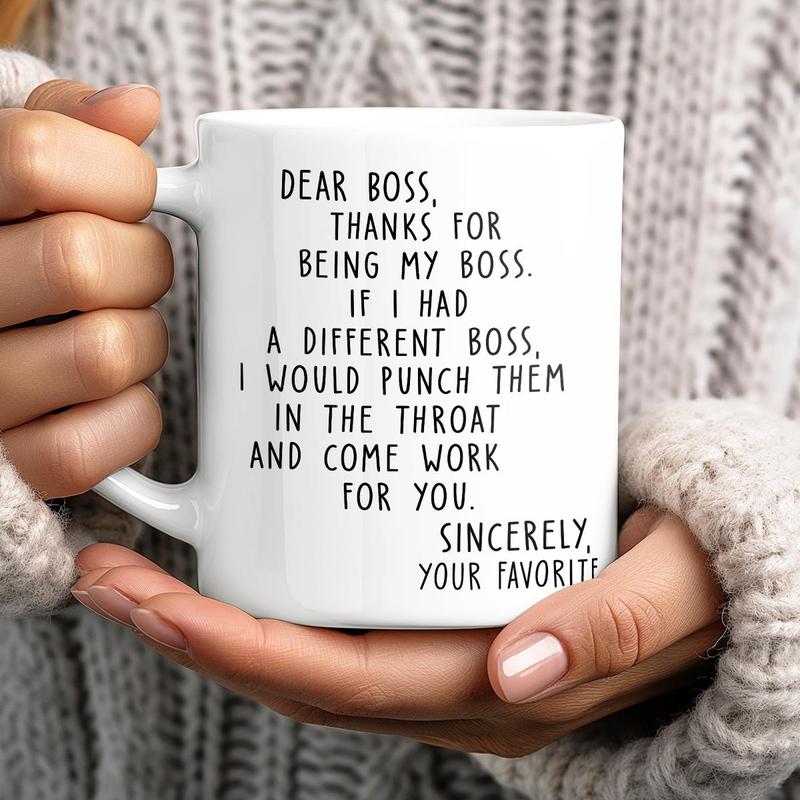 DEAR BOSS,
THANKS FOR
BEING MY BOSS.
IF I HAD
A DIFFERENT BOSS,
I WOULD PUNCH THEM
IN THE THROAT
AND COME WORK
FOR YOU.
SINCERELY,
YOUR FAVORITE